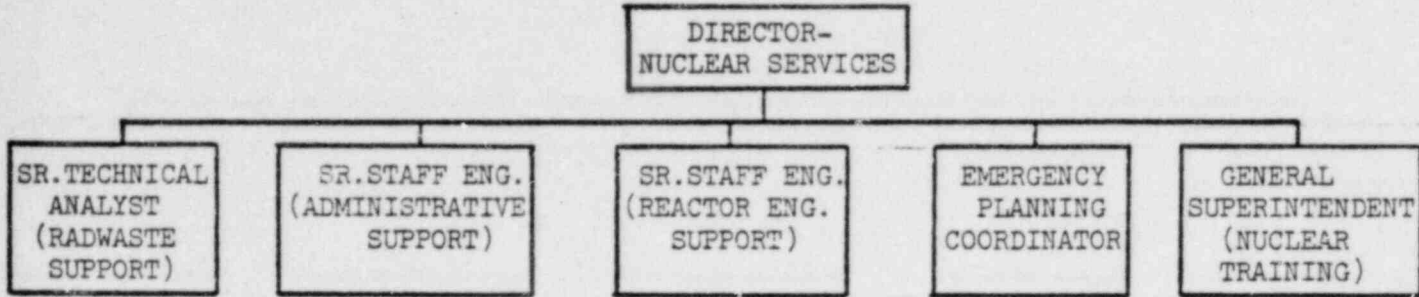 DIRECTOR-
NUCLEAR SERVICES
SR.TECHNICAL
ANALYST
(RADWASTE
SUPPORT)
SR.STAFF ENG.
(ADMINISTRATIVE
SUPPORT)
SR.STAFF ENG.
(REACTOR ENG.
SUPPORT)
EMERGENCY
PLANNING
COORDINATOR
GENERAL
SUPERINTENDENT
(NUCLEAR
TRAINING)